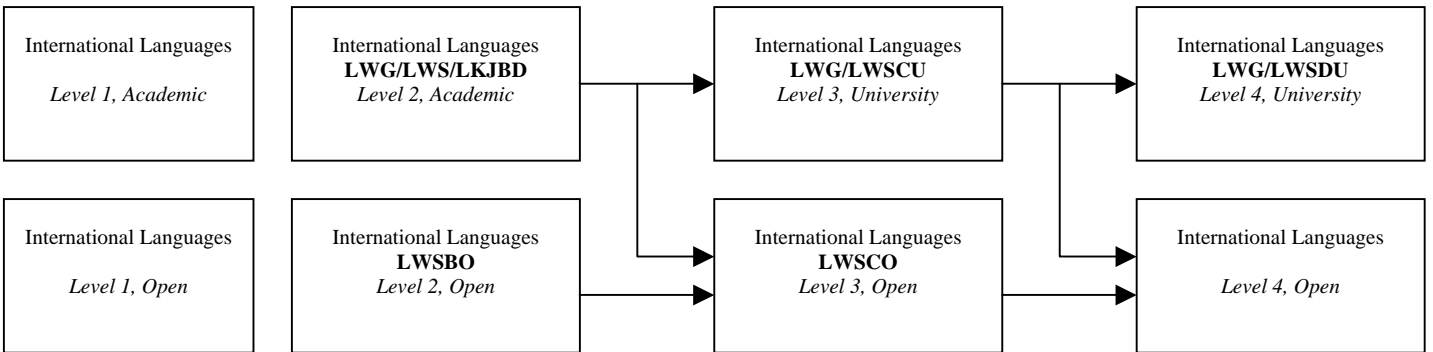 International Languages
Level 1, Academic
International Languages
LWG/LWS/LKJBD
Level 2, Academic
International Languages
LWG/LWSCU
Level 3, University
International Languages
LWG/LWSDU
Level 4, University
International Languages
Level 1, Open
International Languages
LWSBO
Level 2, Open
International Languages
LWSCO
Level 3, Open
International Languages
Level 4, Open